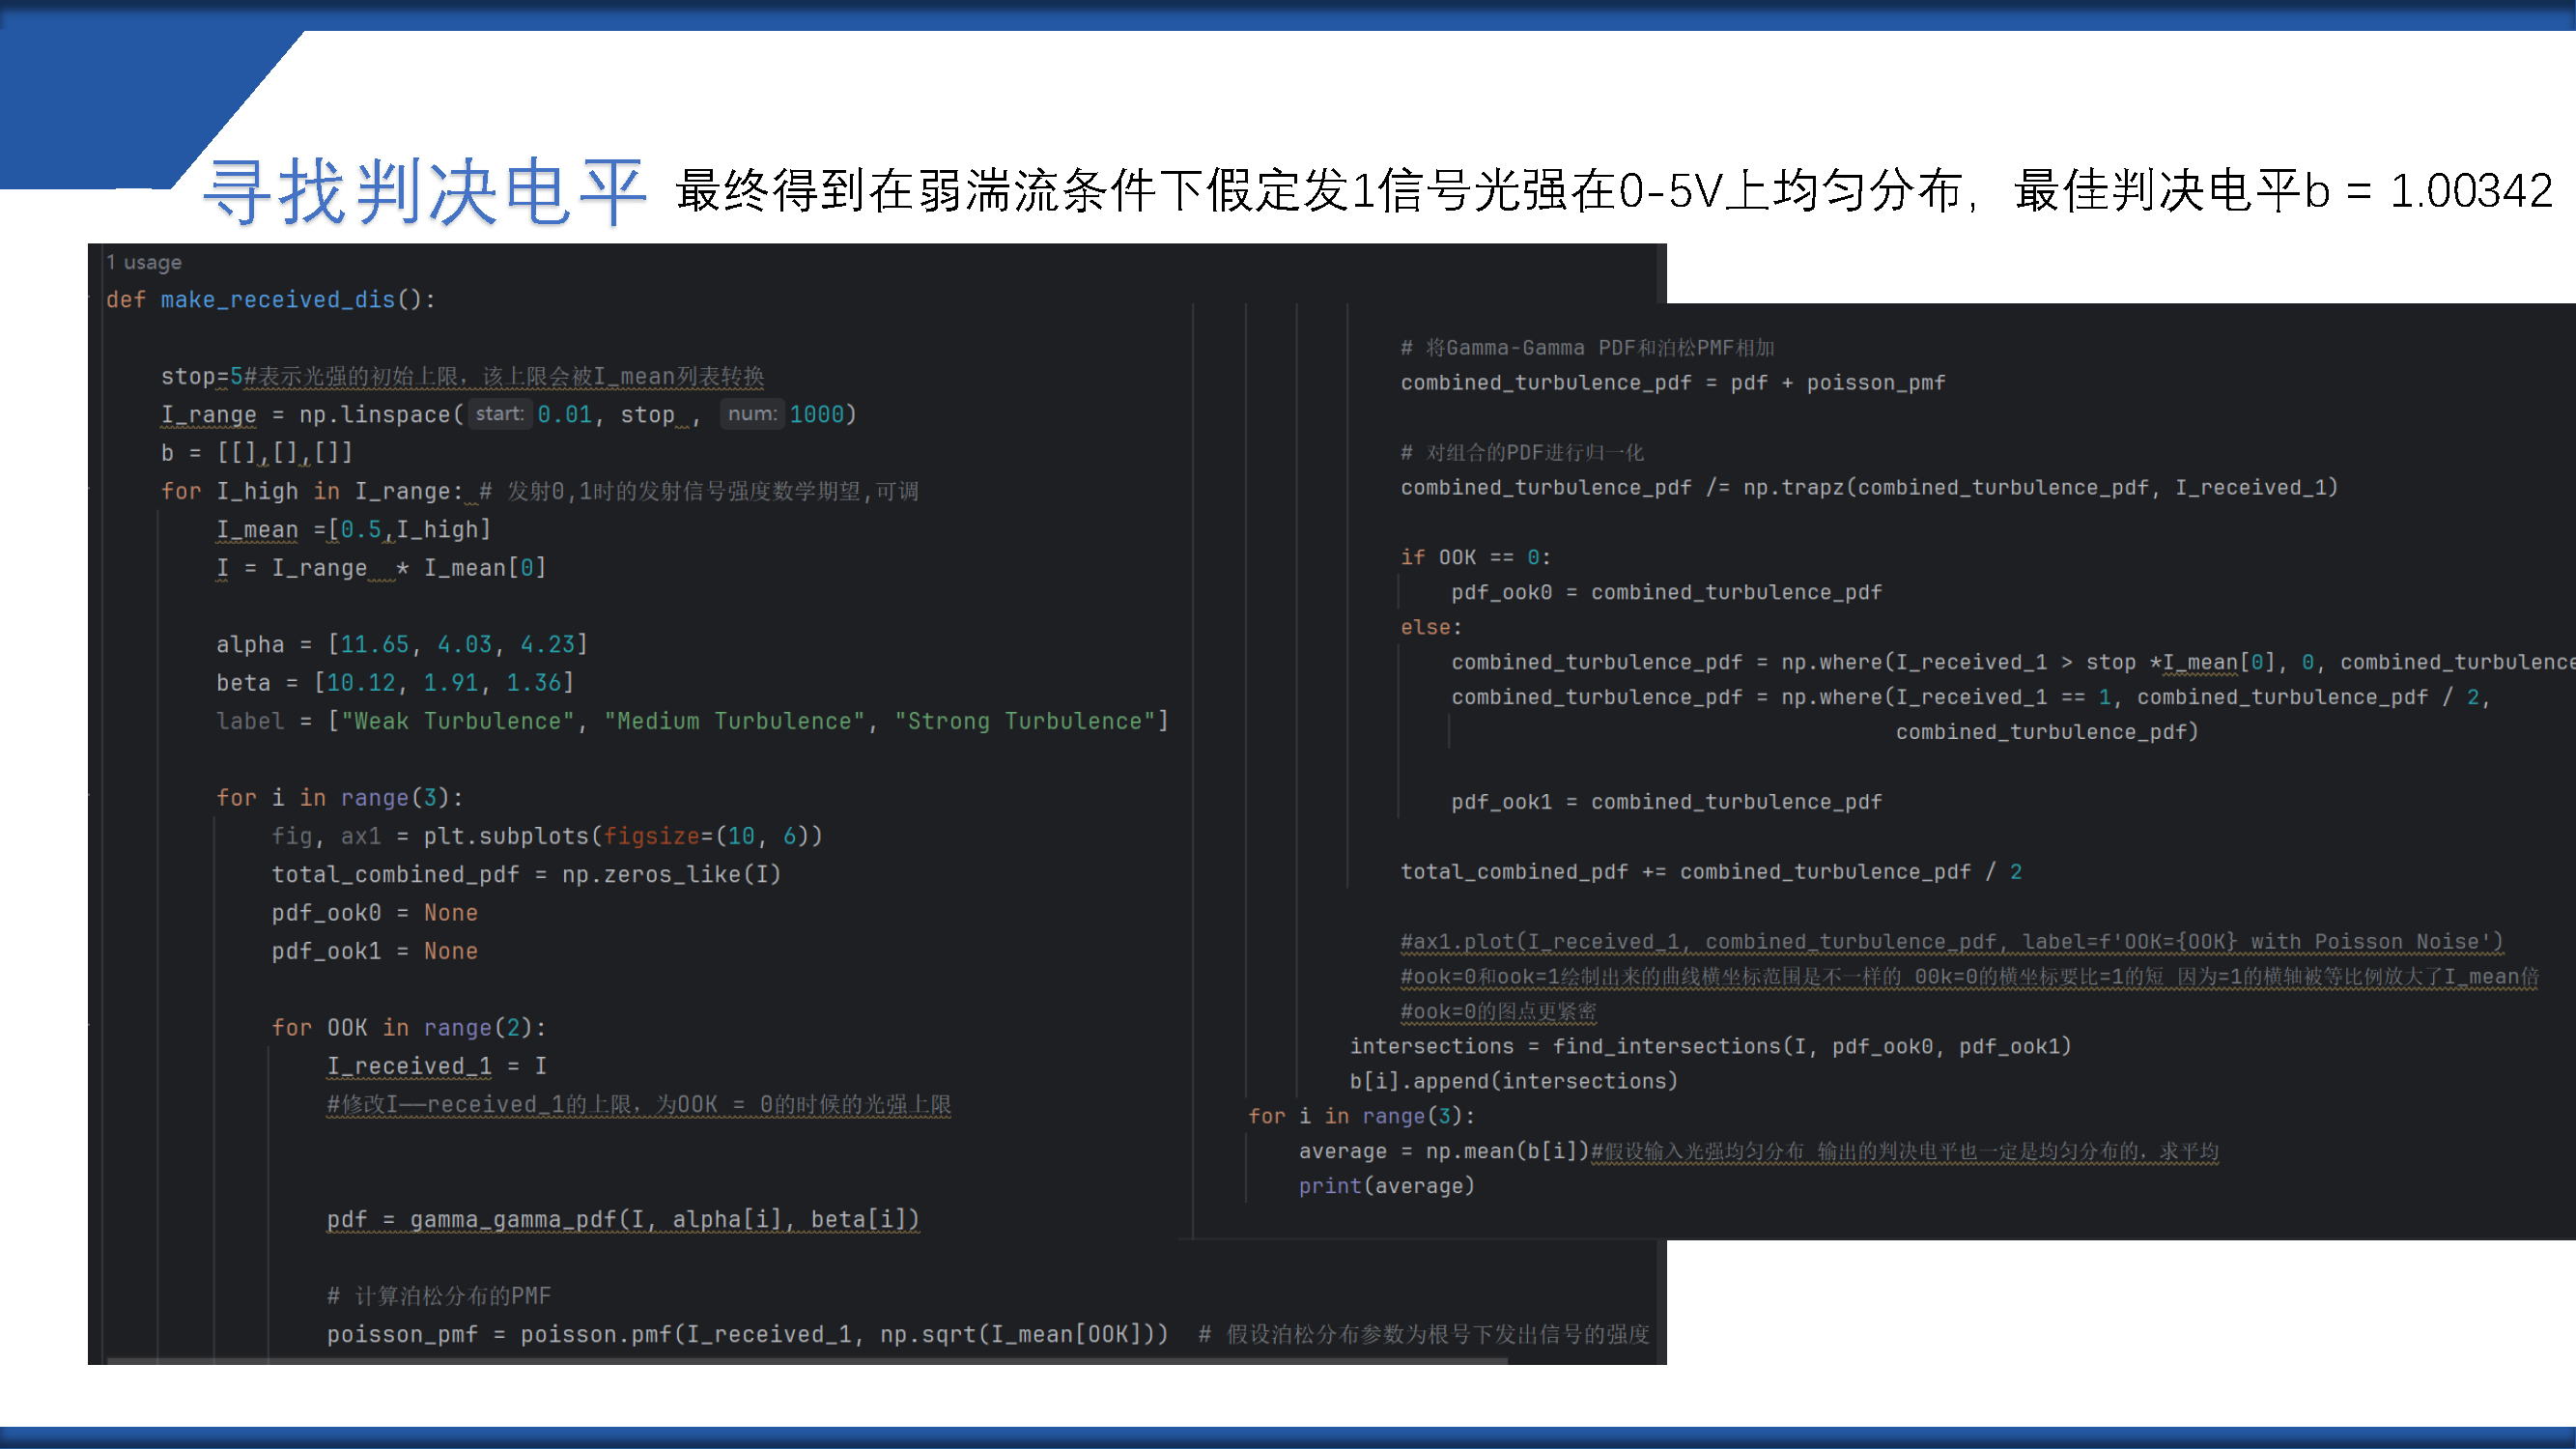 寻找判决电平 最终得到在弱湍流条件下假定发1信号光强在0-5V上均匀分布，最佳判决电平b = 1.00342
1 usage
def make_received_dis():
stop=5#表示光强的初始上限，该上限会被I_mean列表转换
I_range = np.linspace( start: 0.01, stop , num: 1000)
b = [[],[],[]]
for I_high in I_range: # 发射0,1时的发射信号强度数学期望,可调
I_mean =[0.5,I_high]
I = I_range  * I_mean[0]
alpha = [11.65, 4.03, 4.23]
beta = [10.12, 1.91, 1.36]
label = ["Weak Turbulence", "Medium Turbulence", "Strong Turbulence"]
for i in range(3):
fig, ax1 = plt.subplots(figsize=(10, 6))
total_combined_pdf = np.zeros_like(I)
pdf_ook0 = None
pdf_ook1 = None
for OOK in range(2):
I_received_1 = I
#修改I——received_1的上限，为OOK = 0的时候的光强上限
pdf = gamma_gamma_pdf(I, alpha[i], beta[i])
# 计算泊松分布的PMF
poisson_pmf = poisson.pmf(I_received_1, np.sqrt(I_mean[OOK]))  # 假设泊松分布参数为根号下发出信号的强度
# 将Gamma-Gamma PDF和泊松PMF相加
combined_turbulence_pdf = pdf + poisson_pmf
# 对组合的PDF进行归一化
combined_turbulence_pdf /= np.trapz(combined_turbulence_pdf, I_received_1)
if OOK == 0:
pdf_ook0 = combined_turbulence_pdf
else:
combined_turbulence_pdf = np.where(I_received_1 > stop *I_mean[0], 0, combined_turbulence
combined_turbulence_pdf = np.where(I_received_1 == 1, combined_turbulence_pdf / 2,
combined_turbulence_pdf)
pdf_ook1 = combined_turbulence_pdf
total_combined_pdf += combined_turbulence_pdf / 2
#ax1.plot(I_received_1, combined_turbulence_pdf, label=f'OOK={OOK} with Poisson Noise')
#ook=0和ook=1绘制出来的曲线横坐标范围是不一样的 OOk=0的横坐标要比=1的短 因为=1的横轴被等比例放大了I_mean倍
#ook=0的图点更紧密
intersections = find_intersections(I, pdf_ook0, pdf_ook1)
b[i].append(intersections)
for i in range(3):
average = np.mean(b[i])#假设输入光强均匀分布 输出的判决电平也一定是均匀分布的，求平均
print(average)